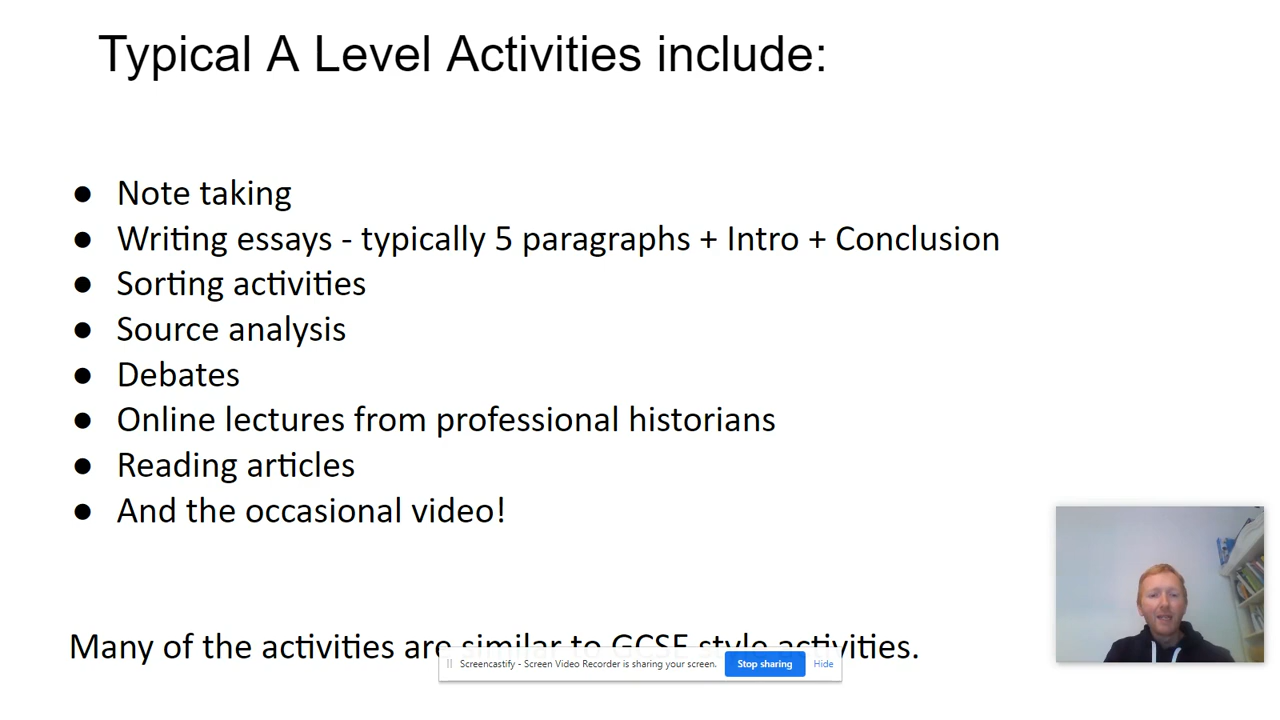 Typical A Level Activities include:
● Note taking
● Writing essays - typically 5 paragraphs + Intro + Conclusion
● Sorting activities
● Source analysis
● Debates
● Online lectures from professional historians
● Reading articles
● And the occasional video!
Many of the activities are similar to GCSE style activities.
Screencastify - Screen Video Recorder is sharing your screen. Stop sharing Hide